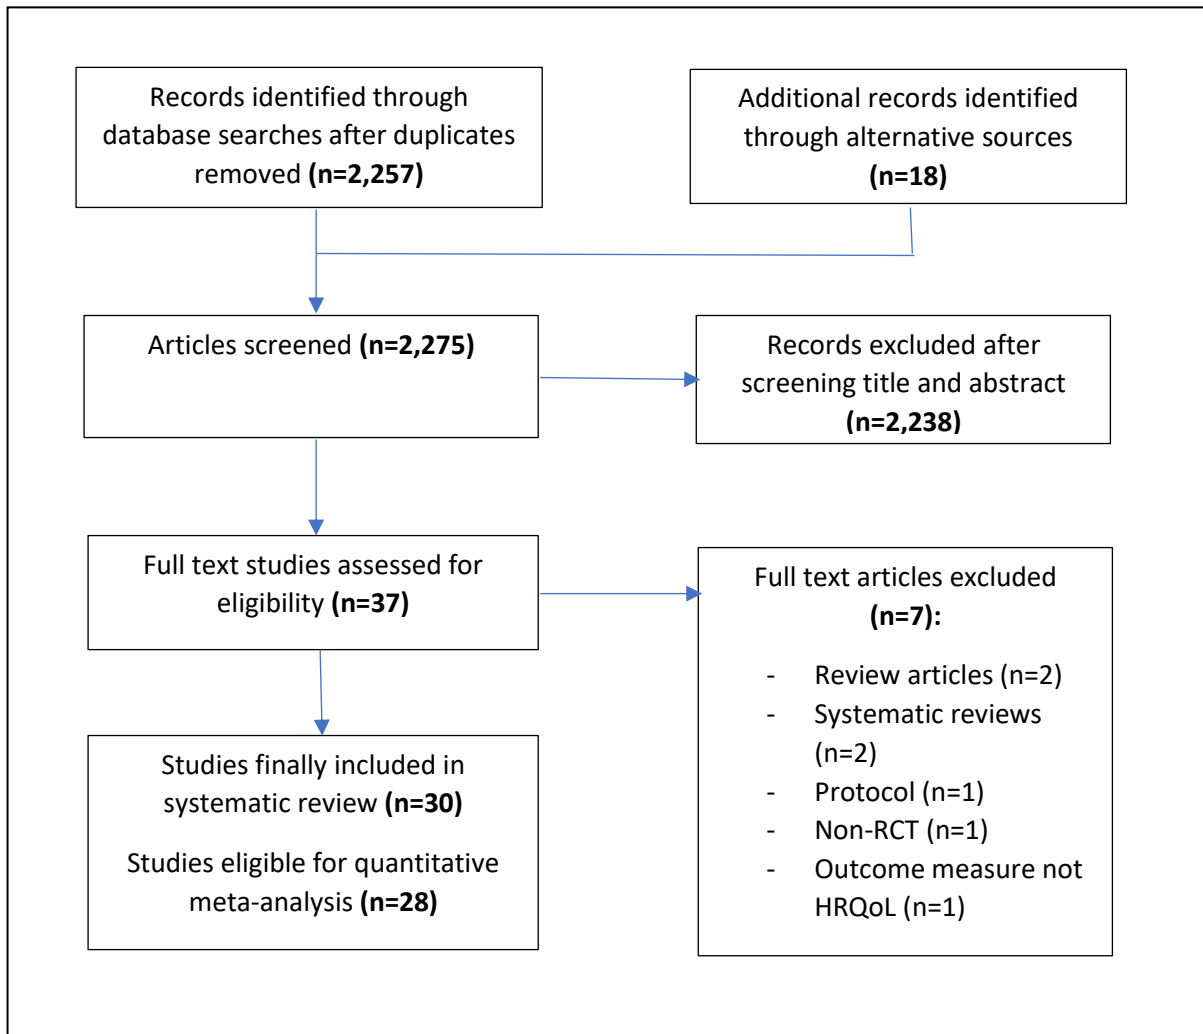 Records identified through
database searches after duplicates
removed (n=2,257)
Additional records identified
through alternative sources
(n=18)
Articles screened (n=2,275)
Records excluded after
screening title and abstract
(n=2,238)
Full text studies assessed for
eligibility (n=37)
Full text articles excluded
(n=7):
- Review articles (n=2)
- Systematic reviews
(n=2)
- Protocol (n=1)
- Non-RCT (n=1)
- Outcome measure not
HRQoL (n=1)
Studies finally included in
systematic review (n=30)
Studies eligible for quantitative
meta-analysis (n=28)